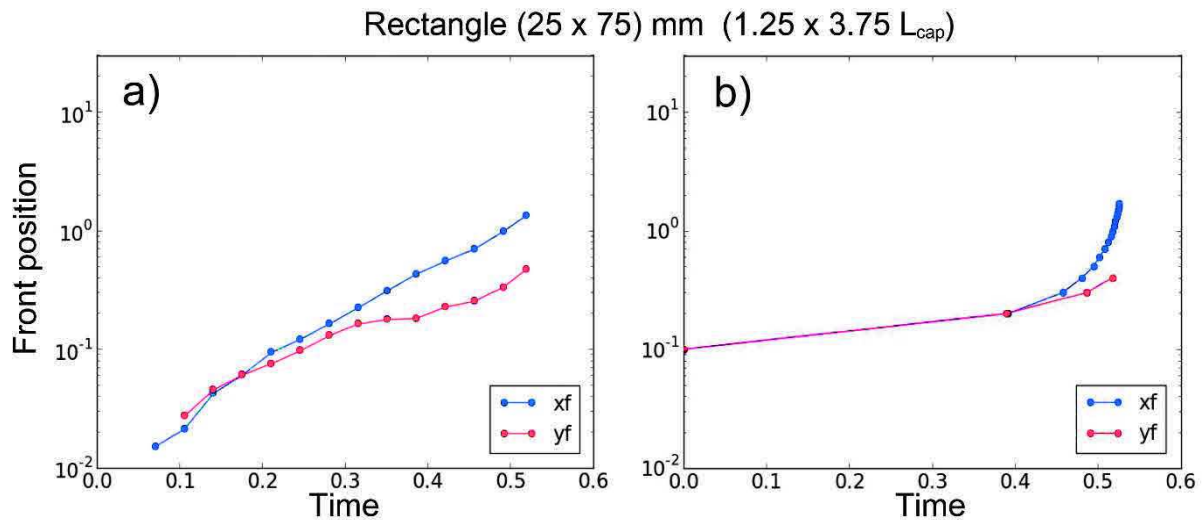 Rectangle (25 x 75) mm (1.25 x 3.75 L_cap)
a)
b)
Front position
10^1
10^0
10^-1
10^-2
0.0 0.1 0.2 0.3 0.4 0.5 0.6
Time
xf
yf
10^1
10^0
10^-1
10^-2
0.0 0.1 0.2 0.3 0.4 0.5 0.6
Time
xf
yf